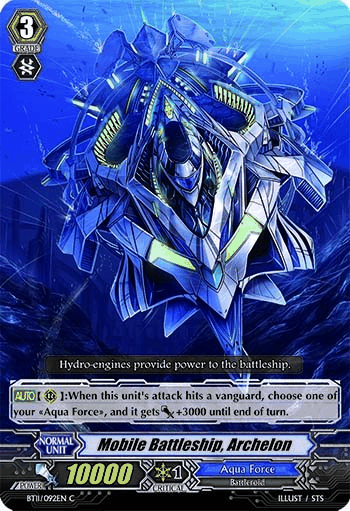 3
GRADE
Hydro-engines provide power to the battleship.
AUTO [ ]:When this unit's attack hits a vanguard, choose one of
your «Aqua Force», and it gets +3000 until end of turn.
NORMAL
UNIT
Mobile Battleship, Archelon
POWER
10000
1
CRITICAL
Aqua Force
Battleroid
BT11/092EN C
ILLUST / STS